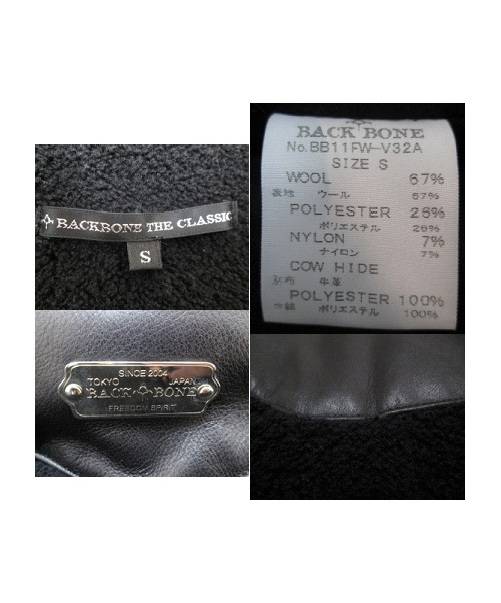 BACKBONE THE CLASSIC
S
BACK BONE
No.BB11FW-V32A
SIZE S
WOOL 67%
表地 ウール 67%
POLYESTER 26%
ポリエステル 26%
NYLON 7%
ナイロン 7%
COW HIDE
別布 牛革
POLYESTER 100%
中綿 ポリエステル 100%
SINCE 2004
TOKYO JAPAN
BACK BONE
FREEDOM SPIRIT